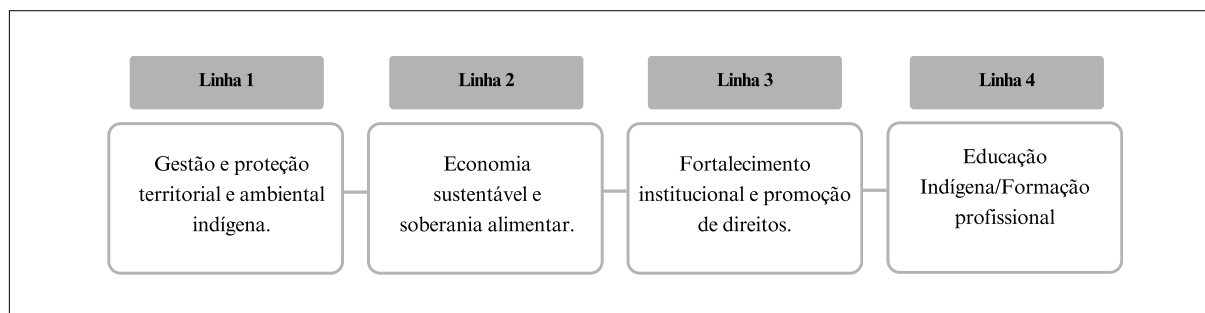 Linha 1
Gestão e proteção
territorial e ambiental
indígena.
Linha 2
Economia
sustentável e
soberania alimentar.
Linha 3
Fortalecimento
institucional e promoção
de direitos.
Linha 4
Educação
Indígena/Formação
profissional